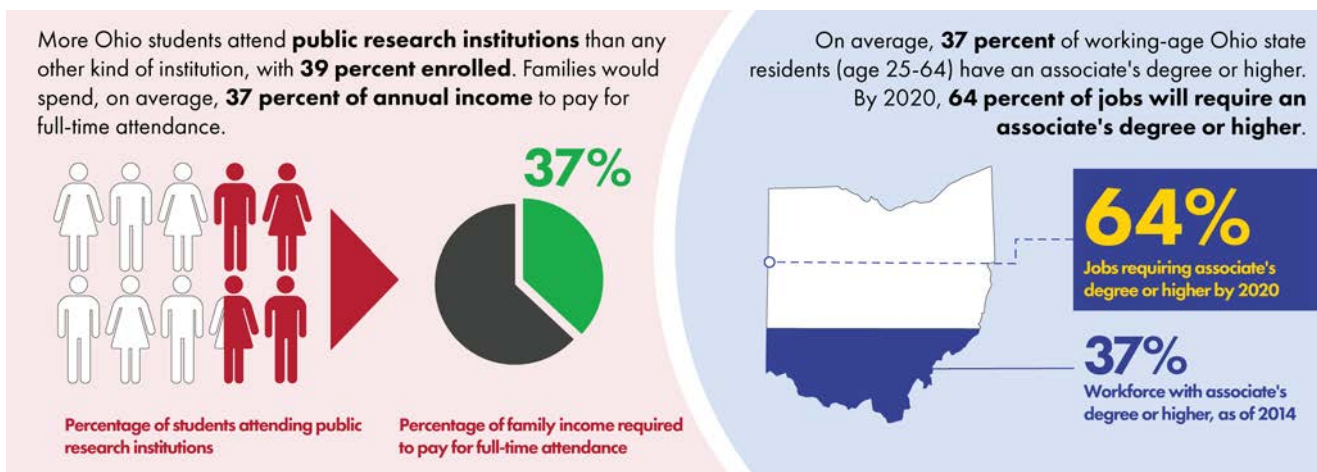 More Ohio students attend public research institutions than any
other kind of institution, with 39 percent enrolled. Families would
spend, on average, 37 percent of annual income to pay for
full-time attendance.
37%
Percentage of students attending public
research institutions
Percentage of family income required
to pay for full-time attendance
On average, 37 percent of working-age Ohio state
residents (age 25-64) have an associate's degree or higher.
By 2020, 64 percent of jobs will require an
associate's degree or higher.
64%
Jobs requiring associate's
degree or higher by 2020
37%
Workforce with associate's
degree or higher, as of 2014